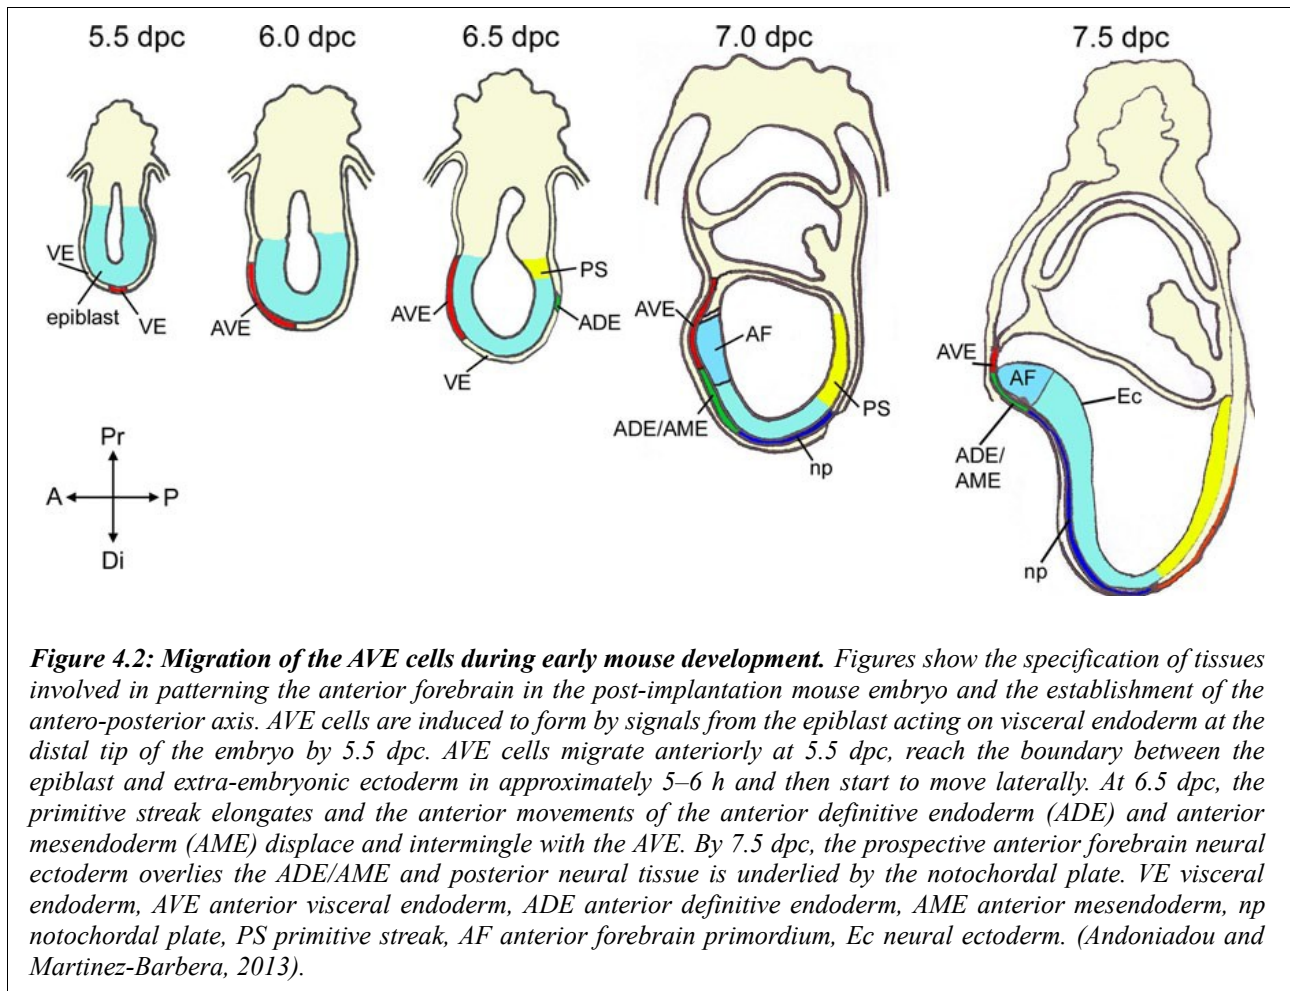 5.5 dpc
6.0 dpc
6.5 dpc
7.0 dpc
7.5 dpc
VE
epiblast
VE
AVE
AVE
VE
PS
ADE
AVE
AF
ADE/AME
PS
np
AVE
AF
Ec
ADE/
AME
np
Pr
A
P
Di
Figure 4.2: Migration of the AVE cells during early mouse development. Figures show the specification of tissues
involved in patterning the anterior forebrain in the post-implantation mouse embryo and the establishment of the
antero-posterior axis. AVE cells are induced to form by signals from the epiblast acting on visceral endoderm at the
distal tip of the embryo by 5.5 dpc. AVE cells migrate anteriorly at 5.5 dpc, reach the boundary between the
epiblast and extra-embryonic ectoderm in approximately 5–6 h and then start to move laterally. At 6.5 dpc, the
primitive streak elongates and the anterior movements of the anterior definitive endoderm (ADE) and anterior
mesendoderm (AME) displace and intermingle with the AVE. By 7.5 dpc, the prospective anterior forebrain neural
ectoderm overlies the ADE/AME and posterior neural tissue is underlied by the notochordal plate. VE visceral
endoderm, AVE anterior visceral endoderm, ADE anterior definitive endoderm, AME anterior mesendoderm, np
notochordal plate, PS primitive streak, AF anterior forebrain primordium, Ec neural ectoderm. (Andoniadou and
Martinez-Barbera, 2013).